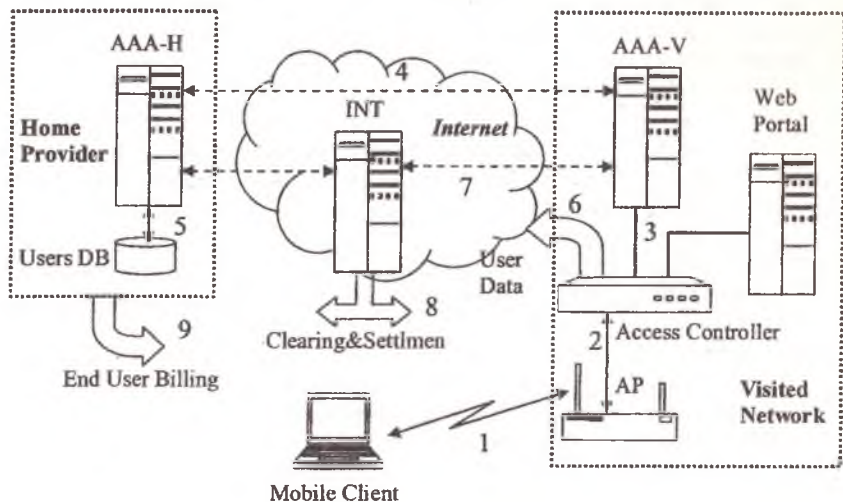 AAA-H
AAA-V
4
INT
Internet
Web
Portal
Home
Provider
7
6
5
3
Users DB
User
Data
8
9
Clearing&Settlmen
2
Access Controller
End User Billing
AP
Visited
Network
1
Mobile Client